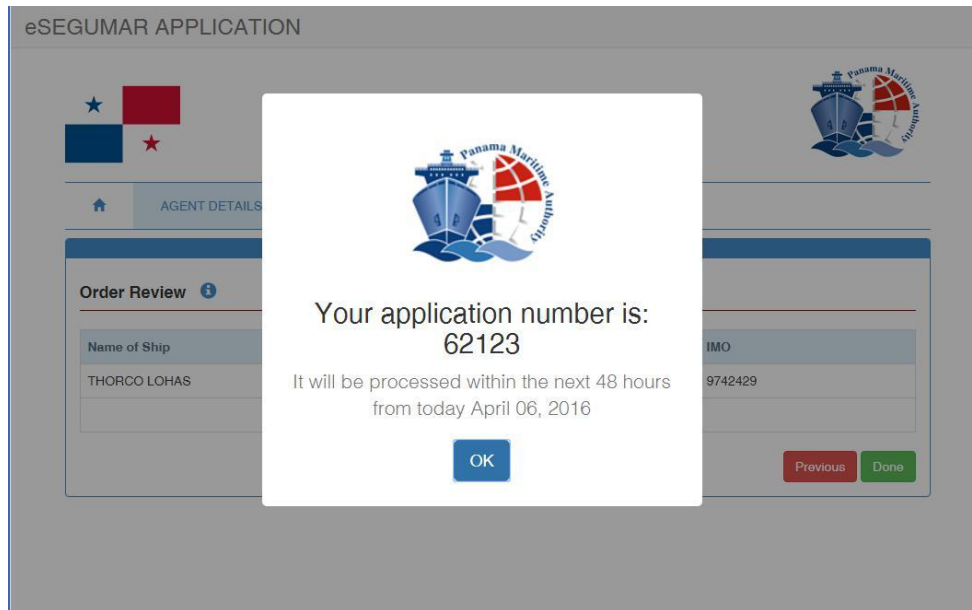 eSEGUMAR APPLICATION
Panama Maritime Authority
AGENT DETAILS
Panama Maritime Authority
Order Review
Your application number is:
62123
Name of Ship
IMO
THORCO LOHAS
9742429
It will be processed within the next 48 hours
from today April 06, 2016
OK
Previous
Done